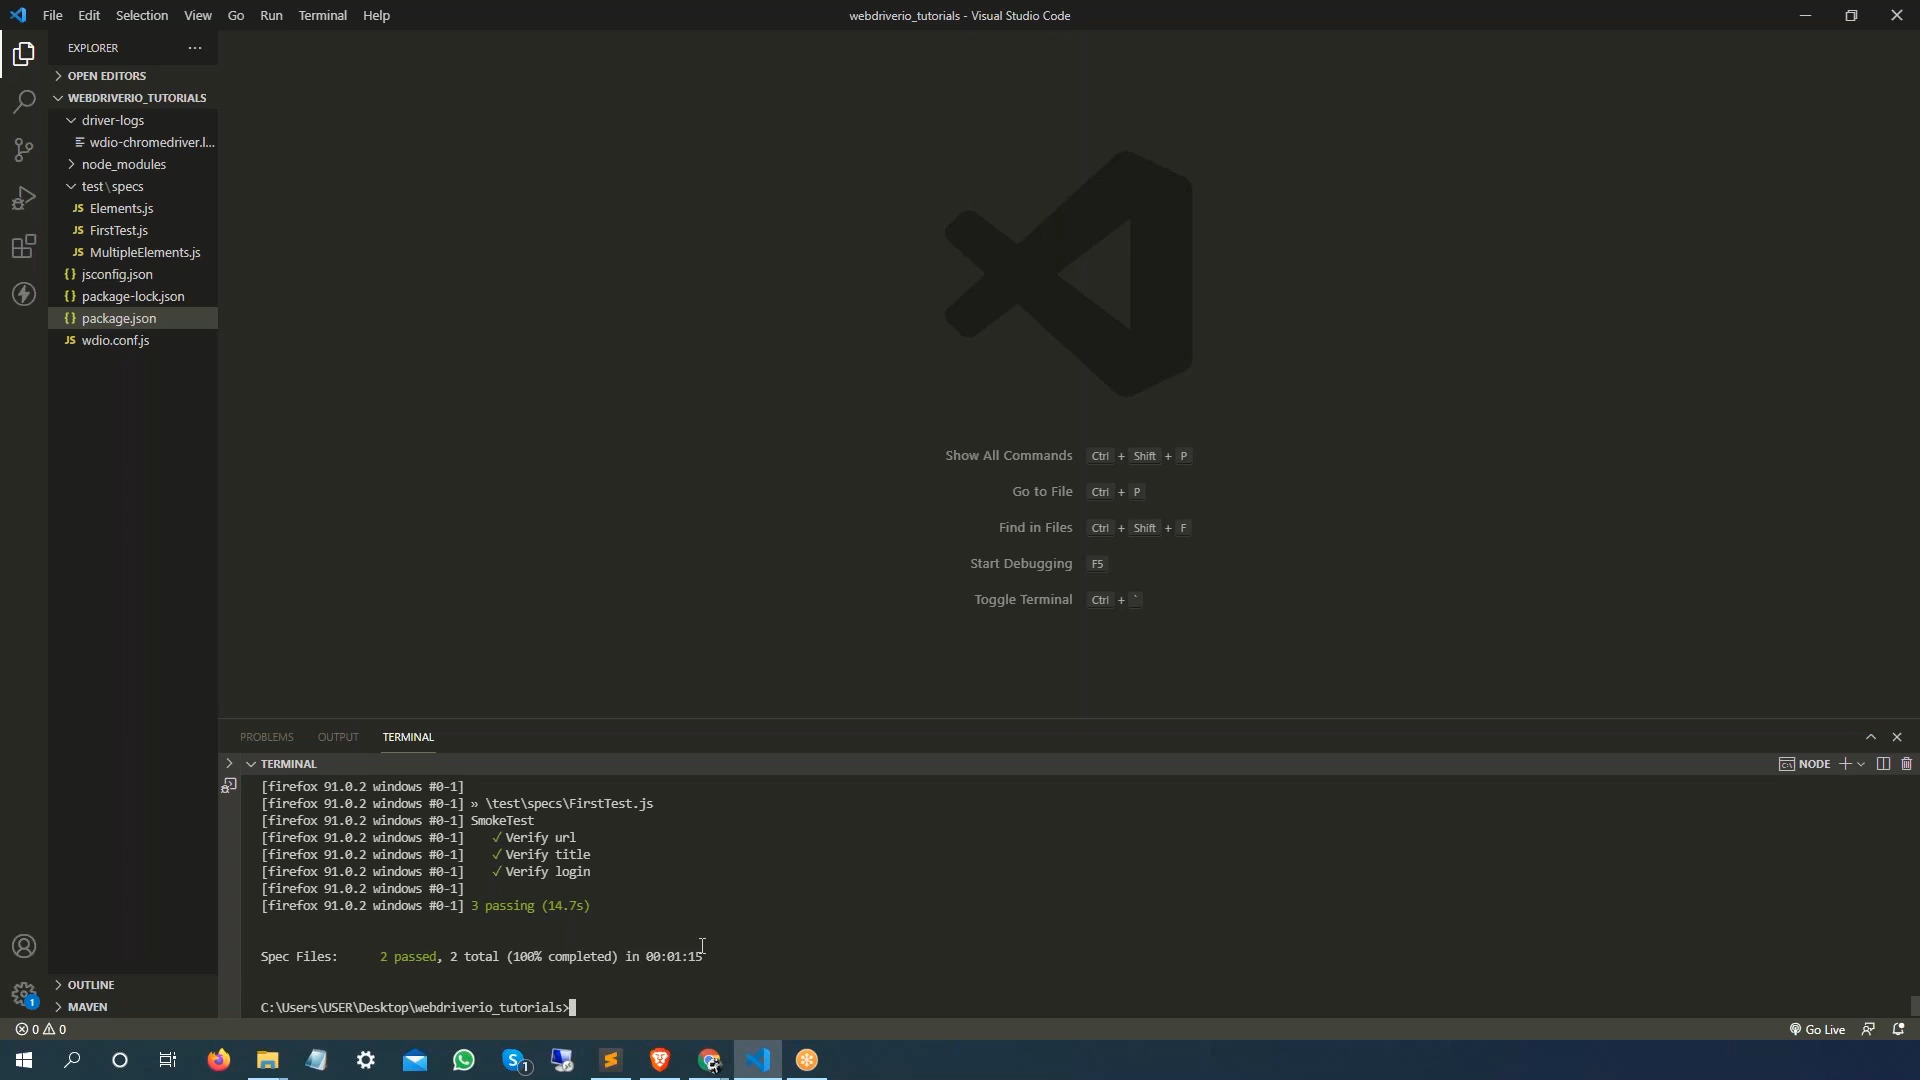 File Edit Selection View Go Run Terminal Help
webdriverio_tutorials - Visual Studio Code
EXPLORER
OPEN EDITORS
WEBDRIVERIO_TUTORIALS
driver-logs
wdio-chromedriver.l...
node_modules
test\specs
JS Elements.js
JS FirstTest.js
JS MultipleElements.js
{} jsconfig.json
{} package-lock.json
{} package.json
JS wdio.conf.js
Show All Commands Ctrl + Shift + P
Go to File Ctrl + P
Find in Files Ctrl + Shift + F
Start Debugging F5
Toggle Terminal Ctrl + `
PROBLEMS OUTPUT TERMINAL
TERMINAL
NODE
[firefox 91.0.2 windows #0-1]
[firefox 91.0.2 windows #0-1] » \test\specs\FirstTest.js
[firefox 91.0.2 windows #0-1] SmokeTest
[firefox 91.0.2 windows #0-1] ✓ Verify url
[firefox 91.0.2 windows #0-1] ✓ Verify title
[firefox 91.0.2 windows #0-1] ✓ Verify login
[firefox 91.0.2 windows #0-1]
[firefox 91.0.2 windows #0-1] 3 passing (14.7s)
Spec Files: 2 passed, 2 total (100% completed) in 00:01:15
C:\Users\USER\Desktop\webdriverio_tutorials>
OUTLINE
MAVEN
1
0 0
Go Live
S 1